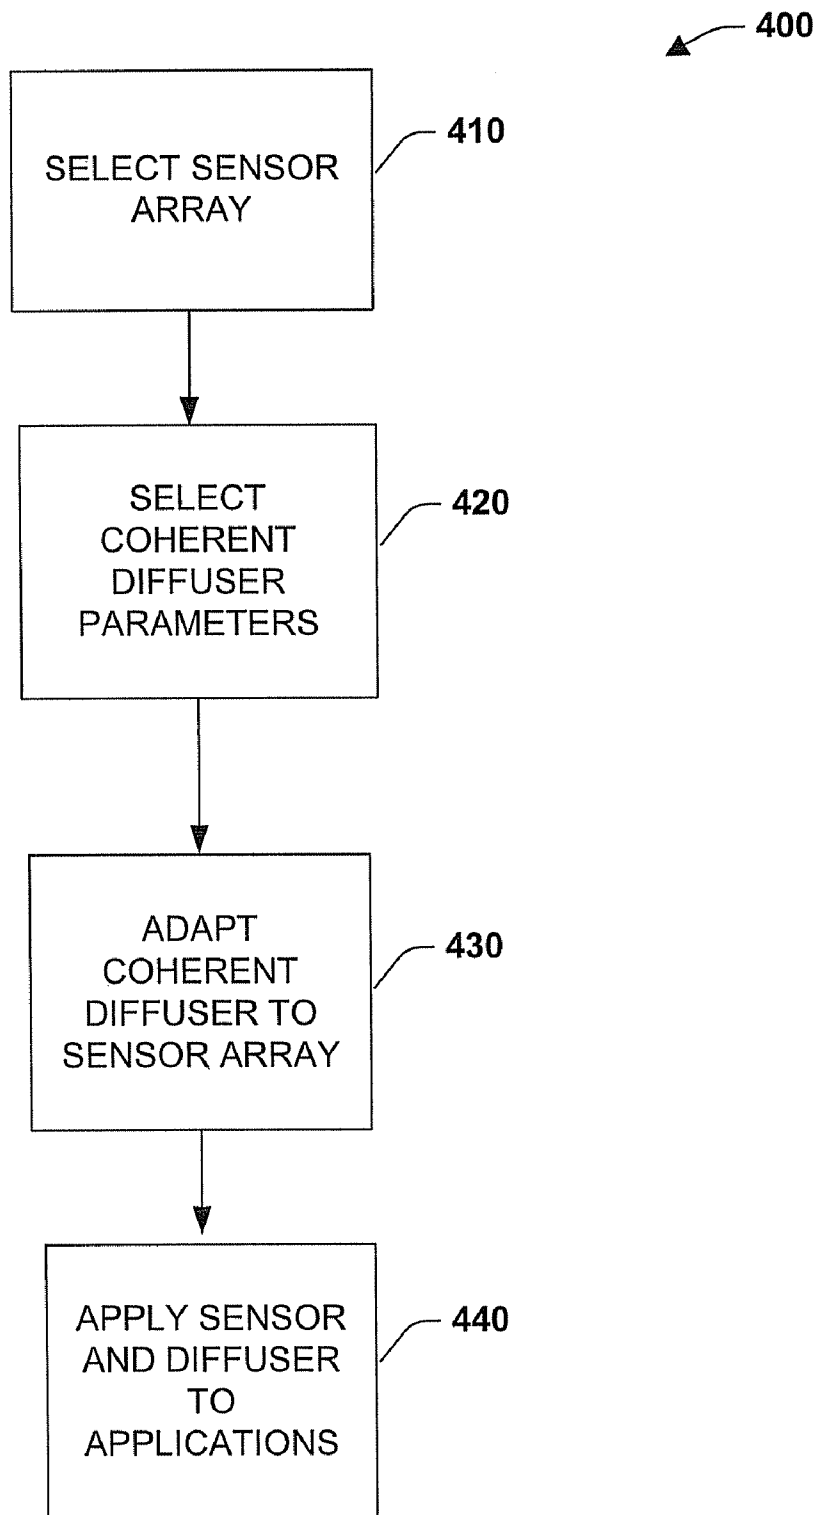 400
SELECT SENSOR
ARRAY
410
SELECT
COHERENT
DIFFUSER
PARAMETERS
420
ADAPT
COHERENT
DIFFUSER TO
SENSOR ARRAY
430
APPLY SENSOR
AND DIFFUSER
TO
APPLICATIONS
440